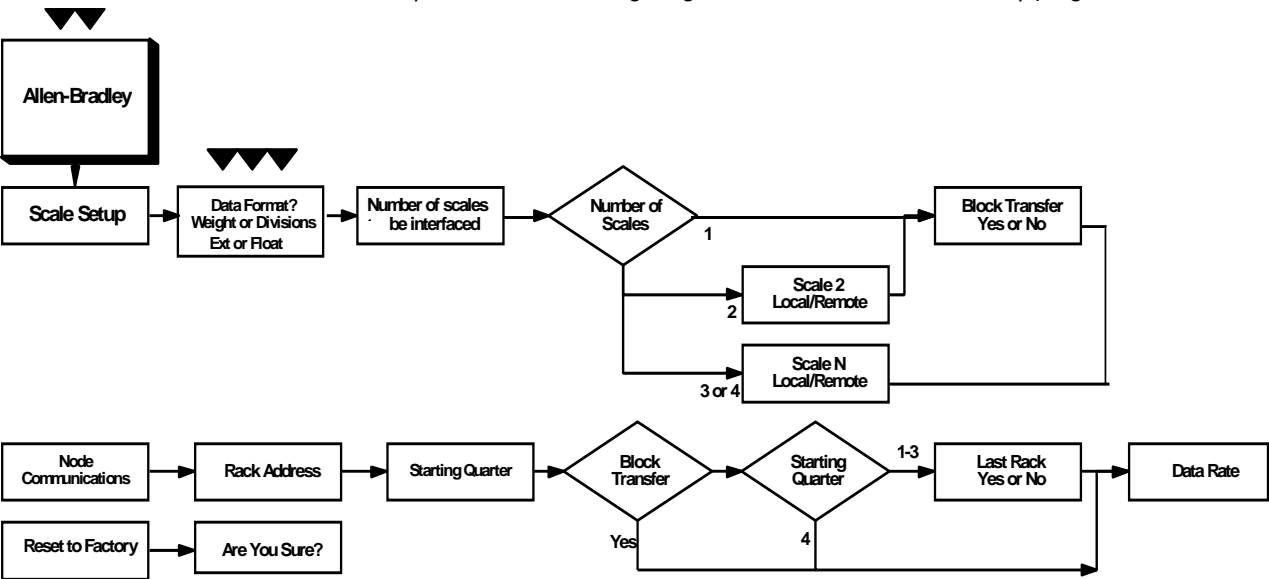 Allen-Bradley
Scale Setup
Data Format?
Weight or Divisions
Ext or Float
Number of scales
be interfaced
Number of
Scales
1
Block Transfer
Yes or No
Scale 2
Local/Remote
2
Scale N
Local/Remote
3 or 4
Node
Communications
Rack Address
Starting Quarter
Block
Transfer
Starting
Quarter
1-3
Last Rack
Yes or No
Data Rate
Yes
4
Reset to Factory
Are You Sure?